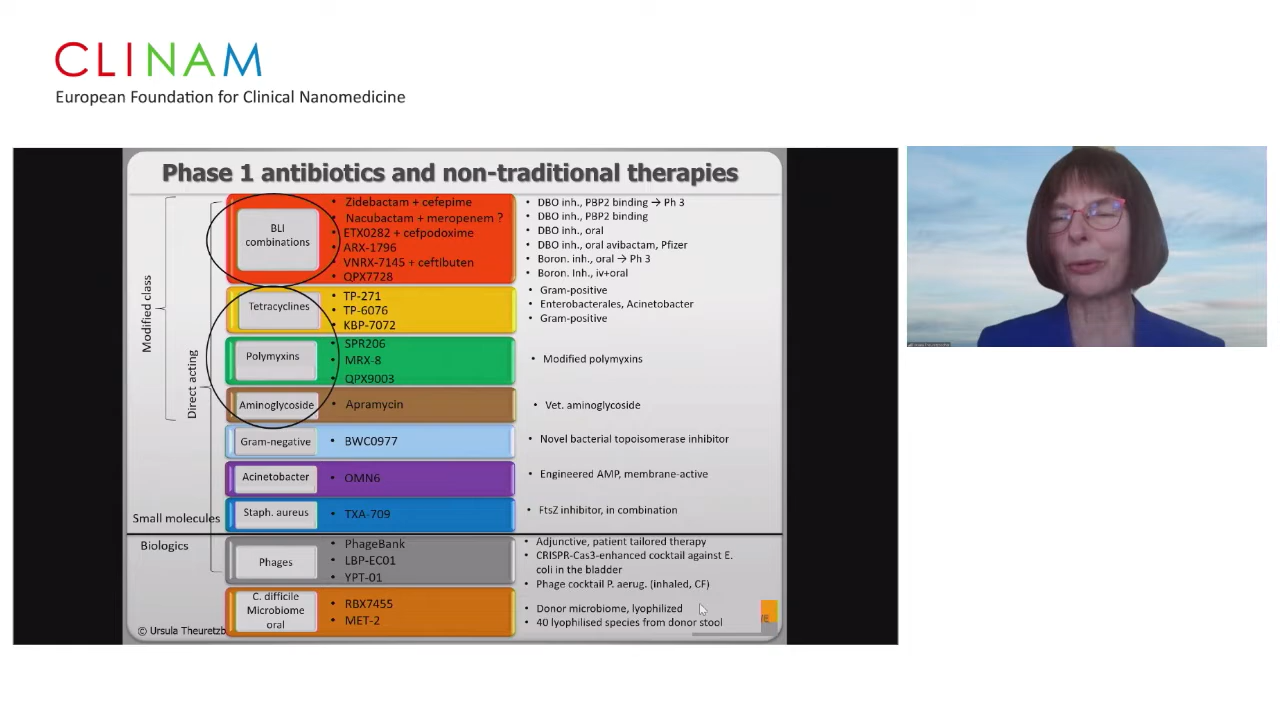 CLINAM
European Foundation for Clinical Nanomedicine
Phase 1 antibiotics and non-traditional therapies
Modified class
Direct acting
BLI
combinations
• Zidebactam + cefepime
• Nacubactam + meropenem ?
• ETX0282 + cefpodoxime
• ARX-1796
• VNRX-7145 + ceftibuten
• QPX7728
• DBO inh., PBP2 binding → Ph 3
• DBO inh., PBP2 binding
• DBO inh., oral
• DBO inh., oral avibactam, Pfizer
• Boron. inh., oral → Ph 3
• Boron. Inh., iv+oral
Tetracyclines
• TP-271
• TP-6076
• KBP-7072
• Gram-positive
• Enterobacterales, Acinetobacter
• Gram-positive
Polymyxins
• SPR206
• MRX-8
• QPX9003
• Modified polymyxins
Aminoglycoside
• Apramycin
• Vet. aminoglycoside
Gram-negative
• BWC0977
• Novel bacterial topoisomerase inhibitor
Acinetobacter
• OMN6
• Engineered AMP, membrane-active
Staph. aureus
• TXA-709
• FtsZ inhibitor, in combination
Small molecules
Biologics
Phages
• PhageBank
• LBP-EC01
• YPT-01
• Adjunctive, patient tailored therapy
• CRISPR-Cas3-enhanced cocktail against E.
coli in the bladder
• Phage cocktail P. aerug. (inhaled, CF)
C. difficile
Microbiome
oral
• RBX7455
• MET-2
• Donor microbiome, lyophilized
• 40 lyophilised species from donor stool
© Ursula Theuretzb